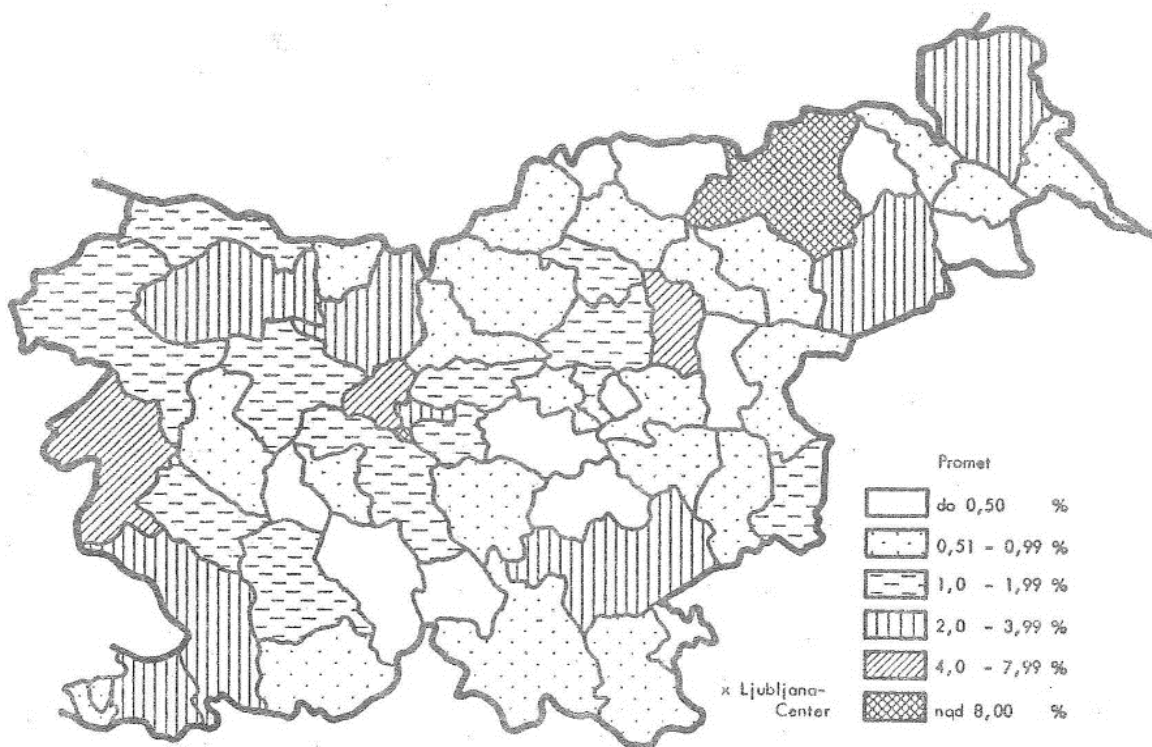 Promet
do 0,50 %
0,51 - 0,99 %
1,0 - 1,99 %
2,0 - 3,99 %
4,0 - 7,99 %
nad 8,00 %
x Ljubljana-
Center